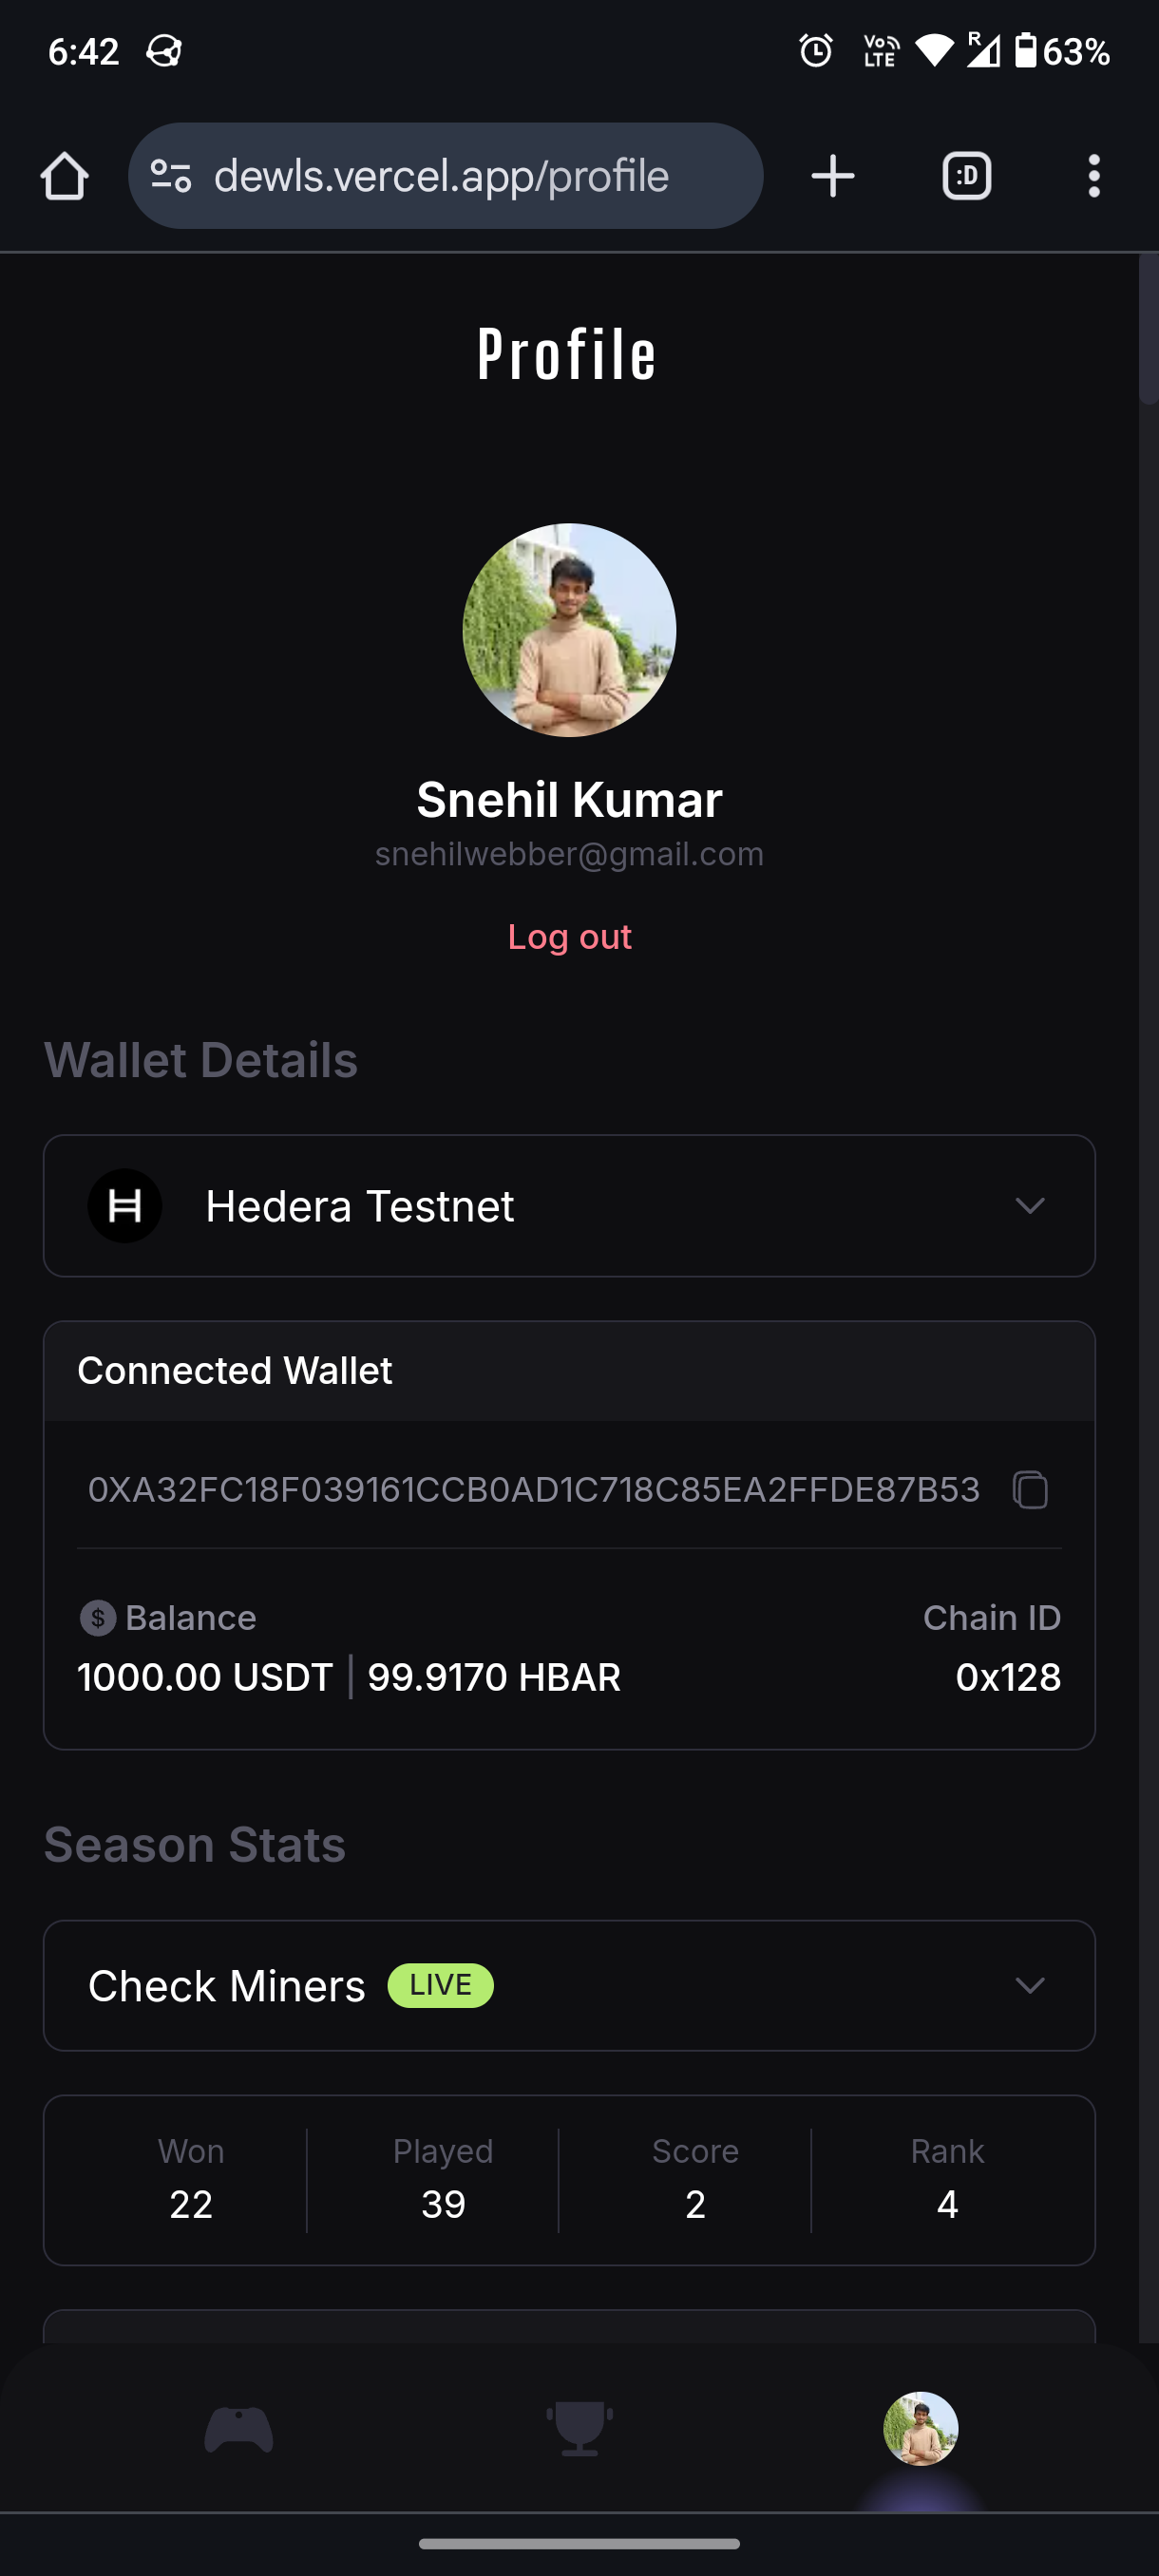 6:42 Vo LTE R 63%
dewls.vercel.app/profile :D
Profile
Snehil Kumar
snehilwebber@gmail.com
Log out
Wallet Details
Hedera Testnet
Connected Wallet
0XA32FC18F039161CCB0AD1C718C85EA2FFDE87B53
$ Balance Chain ID
1000.00 USDT | 99.9170 HBAR 0x128
Season Stats
Check Miners LIVE
Won Played Score Rank
22 39 2 4